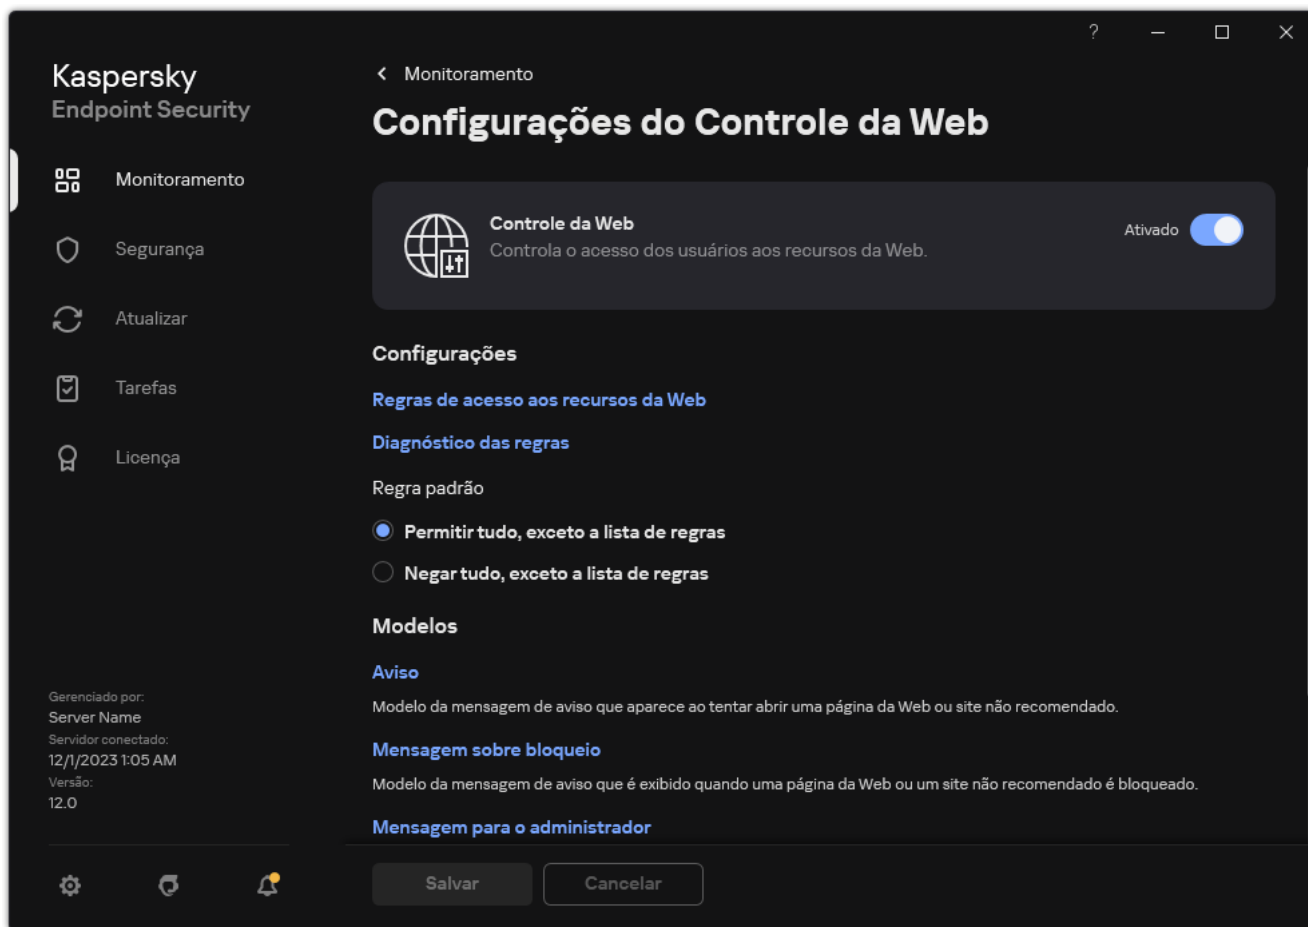 ?
Kaspersky
Endpoint Security
Monitoramento
Segurança
Atualizar
Tarefas
Licença
Gerenciado por:
Server Name
Servidor conectado:
12/1/2023 1:05 AM
Versão:
12.0
Monitoramento
Configurações do Controle da Web
Controle da Web
Controla o acesso dos usuários aos recursos da Web.
Ativado
Configurações
Regras de acesso aos recursos da Web
Diagnóstico das regras
Regra padrão
Permitir tudo, exceto a lista de regras
Negar tudo, exceto a lista de regras
Modelos
Aviso
Modelo da mensagem de aviso que aparece ao tentar abrir uma página da Web ou site não recomendado.
Mensagem sobre bloqueio
Modelo da mensagem de aviso que é exibido quando uma página da Web ou um site não recomendado é bloqueado.
Mensagem para o administrador
Salvar
Cancelar